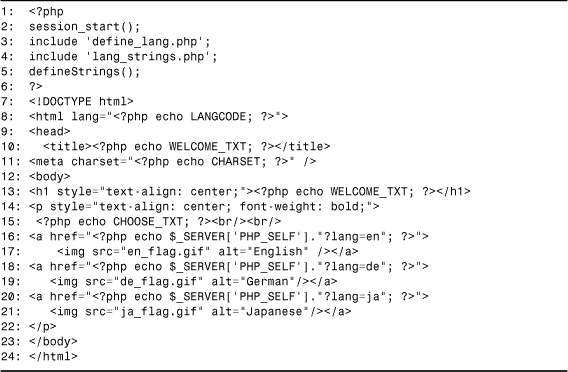 1:  <?php
2:  session_start();
3:  include 'define_lang.php';
4:  include 'lang_strings.php';
5:  defineStrings();
6:  ?>
7:  <!DOCTYPE html>
8:  <html lang="<?php echo LANGCODE; ?>">
9:  <head>
10:   <title><?php echo WELCOME_TXT; ?></title>
11: <meta charset="<?php echo CHARSET; ?>" />
12: <body>
13: <h1 style="text-align: center;"><?php echo WELCOME_TXT; ?></h1>
14: <p style="text-align: center; font-weight: bold;">
15:  <?php echo CHOOSE_TXT; ?><br/><br/>
16: <a href="<?php echo $_SERVER['PHP_SELF']."?lang=en"; ?>">
17:     <img src="en_flag.gif" alt="English" /></a>
18: <a href="<?php echo $_SERVER['PHP_SELF']."?lang=de"; ?>">
19:    <img src="de_flag.gif" alt="German"/></a>
20: <a href="<?php echo $_SERVER['PHP_SELF']."?lang=ja"; ?>">
21:    <img src="ja_flag.gif" alt="Japanese"/></a>
22: </p>
23: </body>
24: </html>